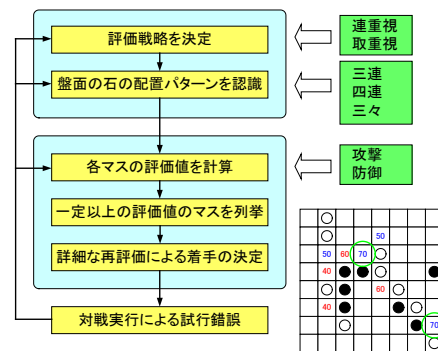 評価戦略を決定
連重視
取重視
盤面の石の配置パターンを認識
三連
四連
三々
各マスの評価値を計算
攻撃
防御
一定以上の評価値のマスを列挙
詳細な再評価による着手の決定
対戦実行による試行錯誤
50
50 60 70
40
60
40
70